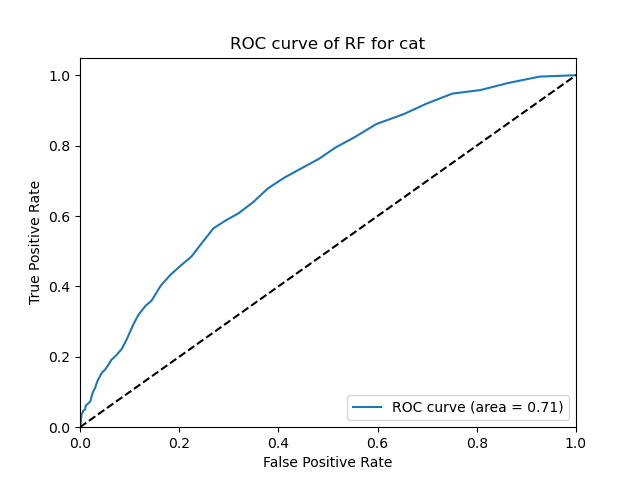 ROC curve of RF for cat
1.0
0.8
0.6
0.4
0.2
0.0
True Positive Rate
ROC curve (area = 0.71)
0.0 0.2 0.4 0.6 0.8 1.0
False Positive Rate